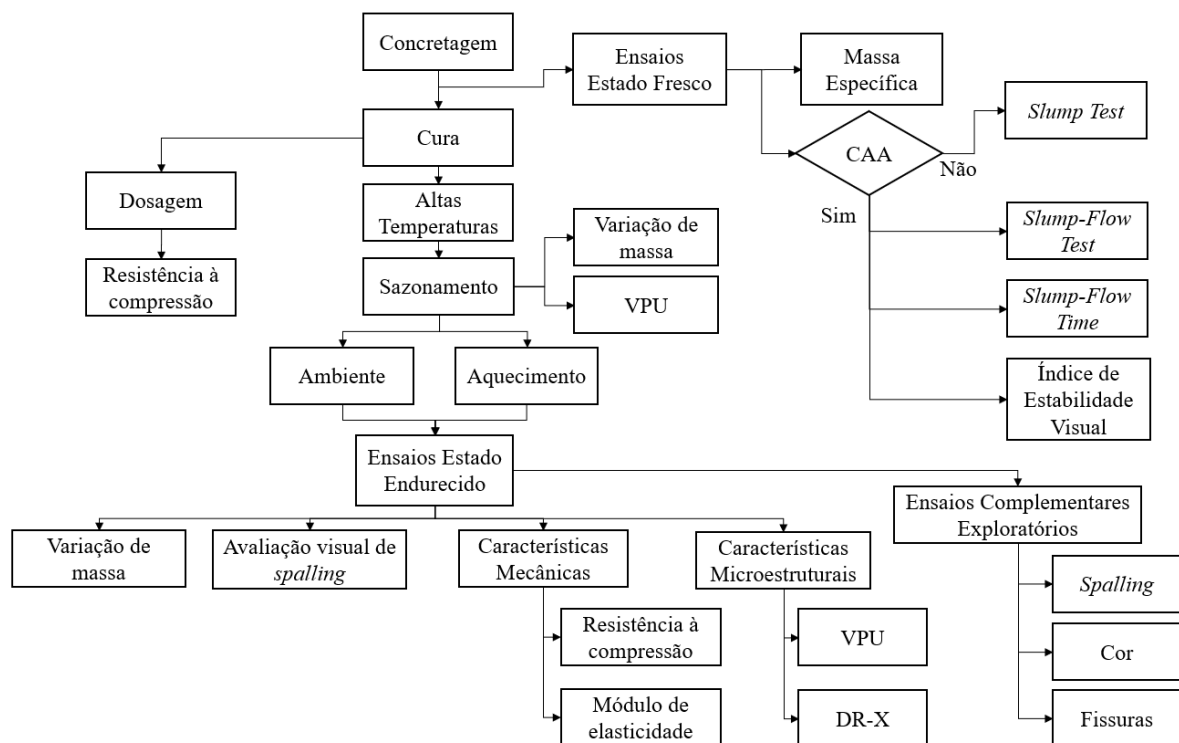 Concretagem
Ensaios
Estado Fresco
Massa
Específica
Slump Test
Cura
CAA
Não
Sim
Dosagem
Altas
Temperaturas
Variação de
massa
Slump-Flow
Test
Resistência à
compressão
Sazonamento
VPU
Slump-Flow
Time
Ambiente
Aquecimento
Índice de
Estabilidade
Visual
Ensaios Estado
Endurecido
Ensaios Complementares
Exploratórios
Variação de
massa
Avaliação visual de
spalling
Características
Mecânicas
Características
Microestruturais
Spalling
Resistência à
compressão
VPU
Cor
Módulo de
elasticidade
DR-X
Fissuras